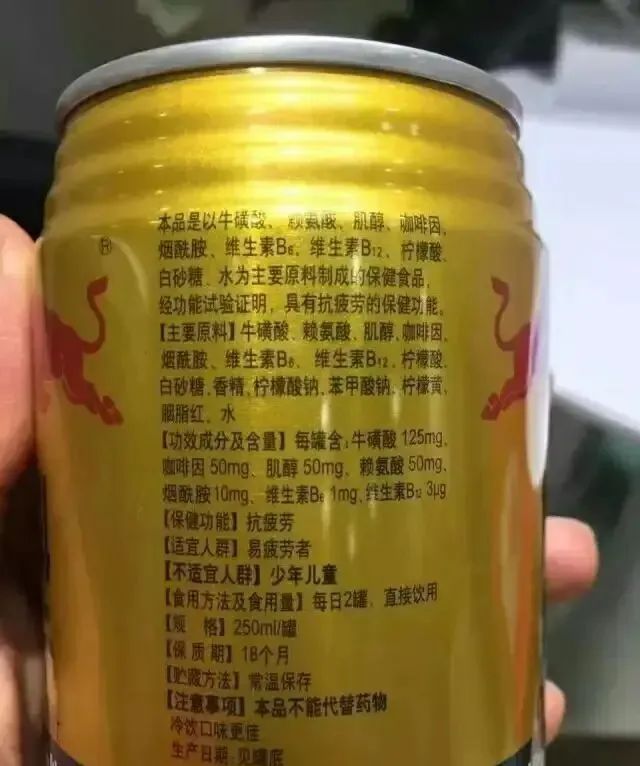 ®
本品是以牛磺酸、赖氨酸、肌醇、咖啡因、
烟酰胺、维生素B₆、维生素B₁₂、柠檬酸、
白砂糖、水为主要原料制成的保健食品,
经功能试验证明,具有抗疲劳的保健功能。
【主要原料】牛磺酸、赖氨酸、肌醇、咖啡因、
烟酰胺、维生素B₆、维生素B₁₂、柠檬酸、
白砂糖、香精、柠檬酸钠、苯甲酸钠、柠檬黄、
胭脂红、水
【功效成分及含量】每罐含:牛磺酸 125mg、
咖啡因 50mg、肌醇 50mg、赖氨酸 50mg、
烟酰胺10mg、维生素B₆ 1mg、维生素B₁₂ 3μg
【保健功能】抗疲劳
【适宜人群】易疲劳者
【不适宜人群】少年儿童
【食用方法及食用量】每日2罐,直接饮用
【规 格】250ml/罐
【保 质 期】18个月
【贮藏方法】常温保存
【注意事项】本品不能代替药物
冷饮口味更佳
生产日期:见罐底